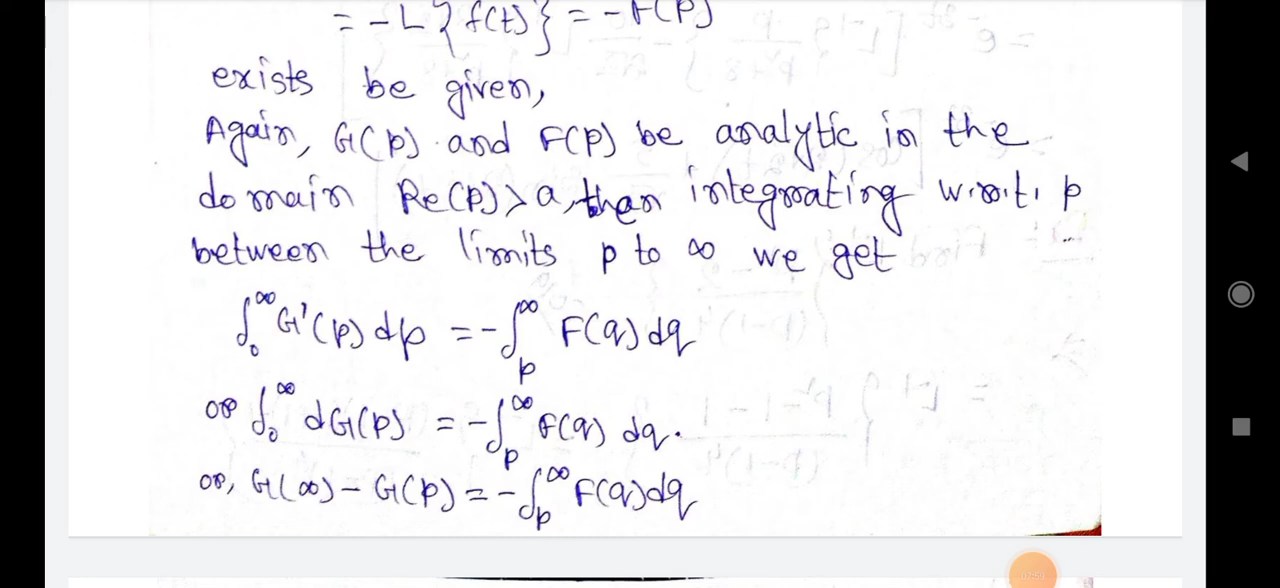 = - L { f(t) } = - F(p)
exists be given,
Again, G(p) and F(p) be analytic in the
domain Re(p) > a, then integrating w.r.t. p
between the limits p to ∞ we get
∫₀^∞ G'(p) dp = - ∫ₚ^∞ F(q) dq
or ∫₀^∞ dG(p) = - ∫ₚ^∞ F(q) dq.
or, G(∞) - G(p) = - ∫ₚ^∞ F(q) dq